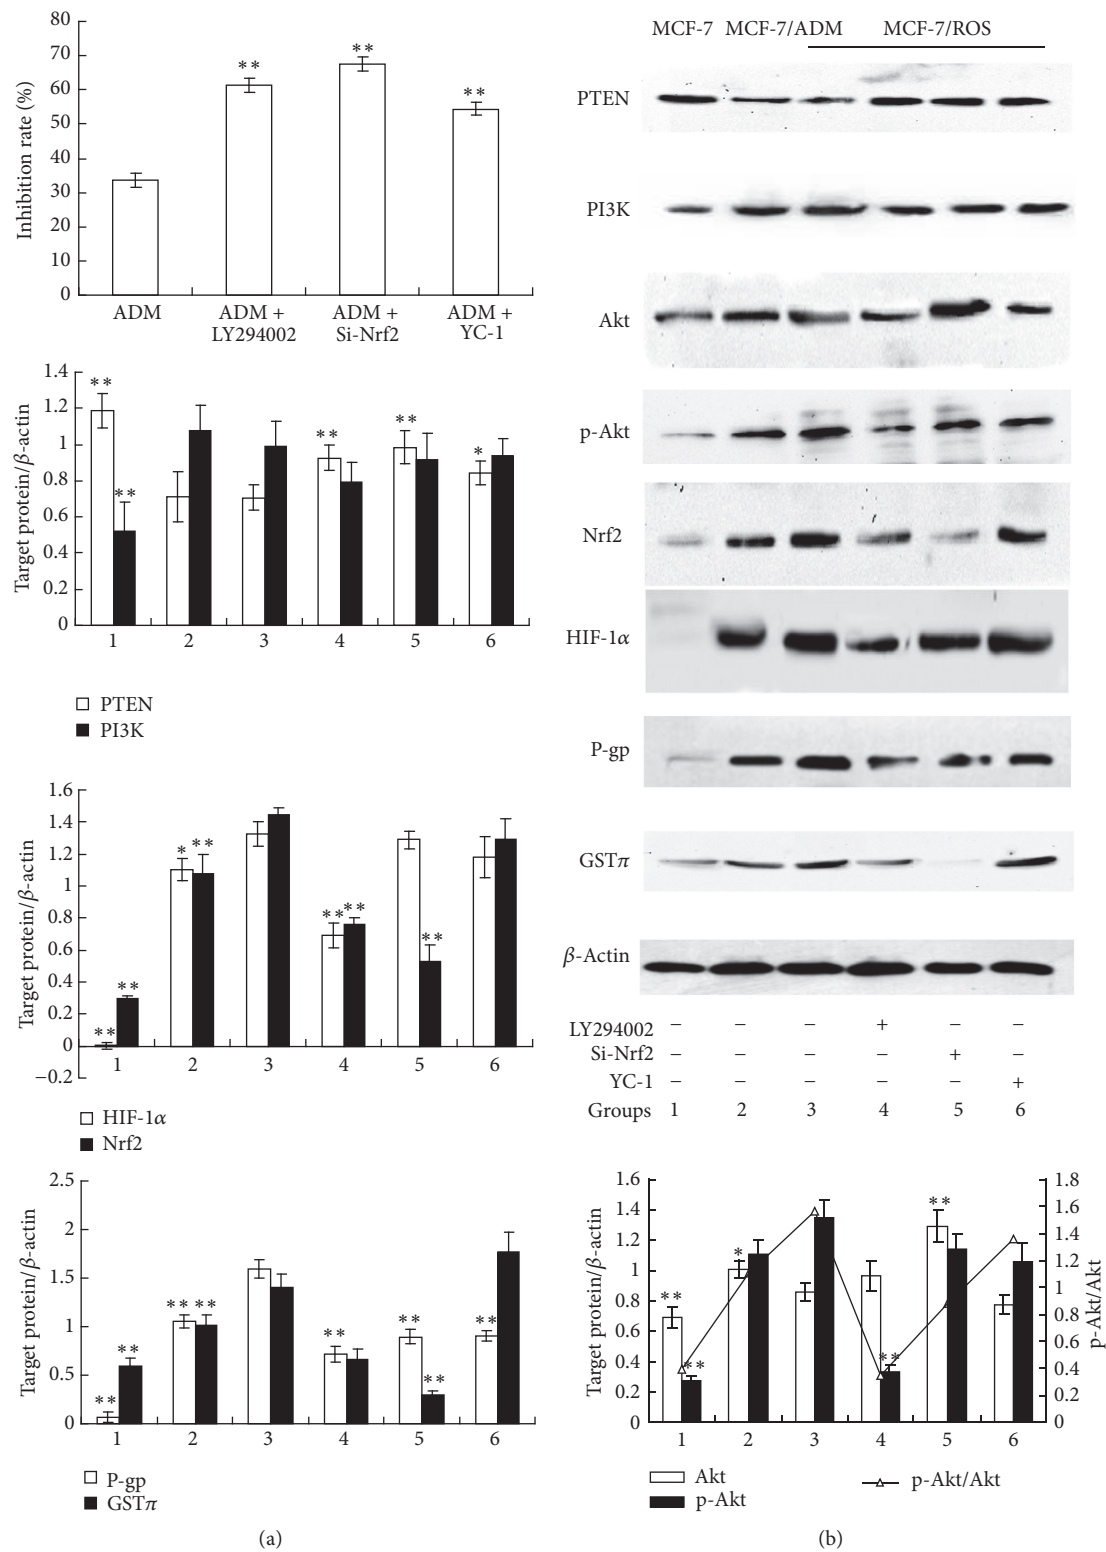 80
70
60
50
40
30
20
10
0
Inhibition rate (%)
**
**
**
ADM
ADM +
LY294002
ADM +
Si-Nrf2
ADM +
YC-1
1.4
1.2
1
0.8
0.6
0.4
0.2
0
Target protein/β-actin
**
**
**
**
*
1 2 3 4 5 6
PTEN
PI3K
1.6
1.4
1.2
1
0.8
0.6
0.4
0.2
0
−0.2
Target protein/β-actin
**
*
**
**
**
**
1 2 3 4 5 6
HIF-1α
Nrf2
2.5
2
1.5
1
0.5
0
Target protein/β-actin
**
**
**
**
**
**
**
**
1 2 3 4 5 6
P-gp
GSTπ
(a)
MCF-7 MCF-7/ADM MCF-7/ROS
PTEN
PI3K
Akt
p-Akt
Nrf2
HIF-1α
P-gp
GSTπ
β-Actin
LY294002 − − − + − −
Si-Nrf2 − − − − + −
YC-1 − − − − − +
Groups 1 2 3 4 5 6
1.6
1.4
1.2
1
0.8
0.6
0.4
0.2
0
Target protein/β-actin
**
**
*
**
**
1.8
1.6
1.4
1.2
1
0.8
0.6
0.4
0.2
0
p-Akt/Akt
1 2 3 4 5 6
Akt
p-Akt
p-Akt/Akt
(b)